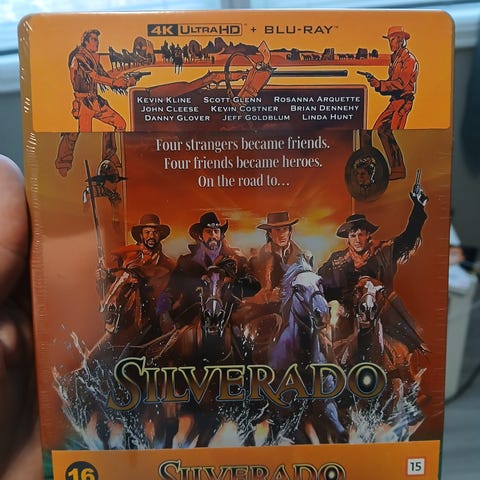 4K ULTRA HD + BLU-RAY™
KEVIN KLINE SCOTT GLENN ROSANNA ARQUETTE
JOHN CLEESE KEVIN COSTNER BRIAN DENNEHY
DANNY GLOVER JEFF GOLDBLUM LINDA HUNT
Four strangers became friends.
Four friends became heroes.
On the road to...
SILVERADO
16 SILVERADO 15